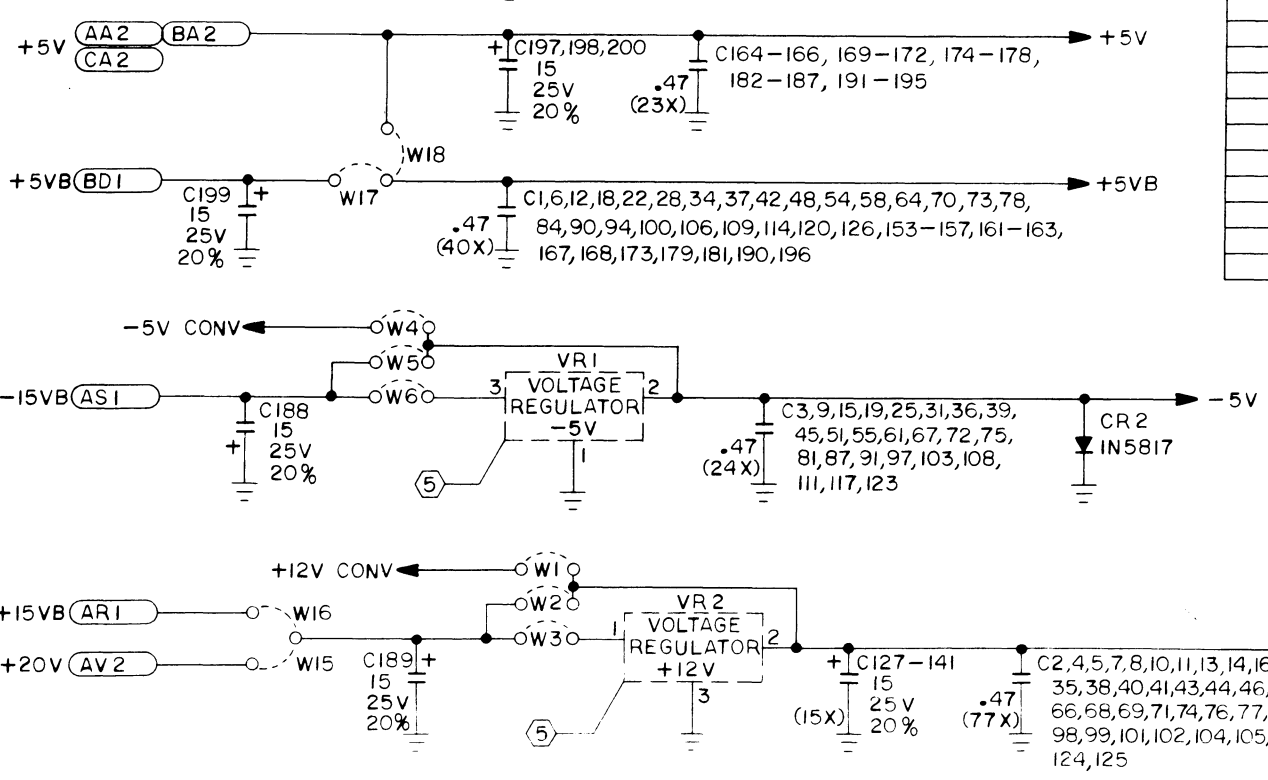 +5V AA2 BA2
CA2
+ C197,198,200
15
25V
20%
.47
(23X)
C164-166, 169-172, 174-178,
182-187, 191-195
+5V
W18
+5VB BD1
C199 +
15
25V
20%
W17
.47
(40X)
C1,6,12,18,22,28,34,37,42,48,54,58,64,70,73,78,
84,90,94,100,106,109,114,120,126,153-157,161-163,
167,168,173,179,181,190,196
+5VB
-5V CONV
W4
W5
W6
-15VB AS1
C188
15
25V
20%
+
VR1
3 VOLTAGE 2
REGULATOR
-5V
1
5
.47
(24X)
C3,9,15,19,25,31,36,39,
45,51,55,61,67,72,75,
81,87,91,97,103,108,
111,117,123
CR2
1N5817
-5V
+12V CONV
W1
W2
W3
+15VB AR1
W16
+20V AV2
W15
C189 +
15
25V
20%
VR2
1 VOLTAGE
REGULATOR 2
+12V
3
5
+ C127-141
15
25V
20%
(15X)
.47
(77X)
C2,4,5,7,8,10,11,13,14,16
35,38,40,41,43,44,46,
66,68,69,71,74,76,77,
98,99,101,102,104,105,
124,125